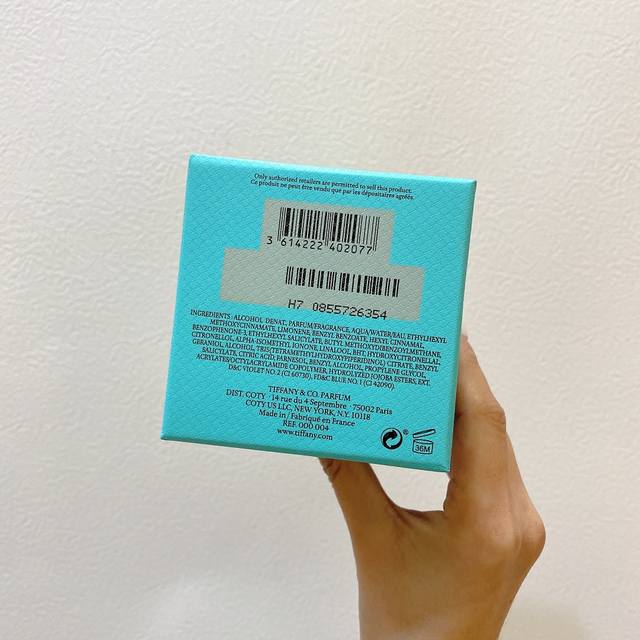 Only authorized retailers are permitted to sell this product.
Ce produit ne peut être vendu que par les dépositaires agréés.
3 614222 402077
H7 0855726354
INGREDIENTS: ALCOHOL DENAT., PARFUM/FRAGRANCE, AQUA/WATER/EAU, ETHYLHEXYL
METHOXYCINNAMATE, LIMONENE, BENZYL BENZOATE, HEXYL CINNAMAL,
BENZOPHENONE-3, ETHYLHEXYL SALICYLATE, BUTYL METHOXYDIBENZOYLMETHANE,
CITRONELLOL, ALPHA-ISOMETHYL IONONE, LINALOOL, BHT, HYDROXYCITRONELLAL,
GERANIOL, ALCOHOL, TRIS(TETRAMETHYLHYDROXYPIPERIDINOL) CITRATE, BENZYL
SALICYLATE, CITRIC ACID, FARNESOL, BENZYL ALCOHOL, PROPYLENE GLYCOL,
ACRYLATES/OCTYLACRYLAMIDE COPOLYMER, HYDROLYZED JOJOBA ESTERS, EXT.
D&C VIOLET NO. 2 (CI 60730), FD&C BLUE NO. 1 (CI 42090).
TIFFANY & CO. PARFUM
DIST. COTY · 14 rue du 4 Septembre · 75002 Paris
COTY US LLC, NEW YORK, N.Y. 10118
Made in / Fabriqué en France
REF. 000 004
www.tiffany.com
®
36M